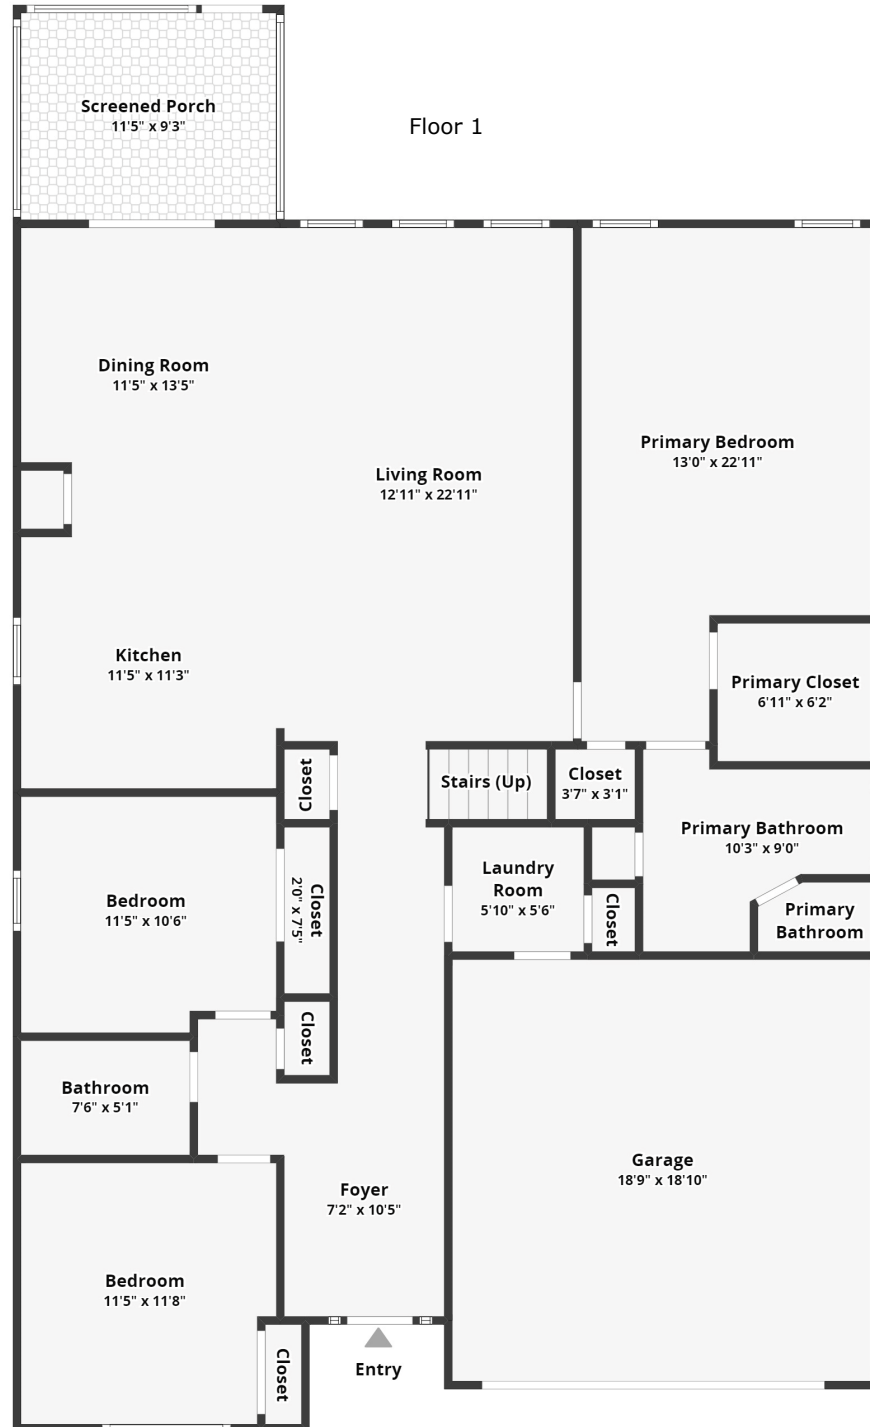 Screened Porch
11'5" x 9'3"
Floor 1
Dining Room
11'5" x 13'5"
Primary Bedroom
13'0" x 22'11"
Living Room
12'11" x 22'11"
Kitchen
11'5" x 11'3"
Primary Closet
6'11" x 6'2"
Closet
Stairs (Up)
Closet
3'7" x 3'1"
Primary Bathroom
10'3" x 9'0"
Bedroom
11'5" x 10'6"
Closet
2'0" x 7'5"
Laundry
Room
5'10" x 5'6"
Closet
Primary
Bathroom
Closet
Bathroom
7'6" x 5'1"
Foyer
7'2" x 10'5"
Garage
18'9" x 18'10"
Bedroom
11'5" x 11'8"
Closet
Entry